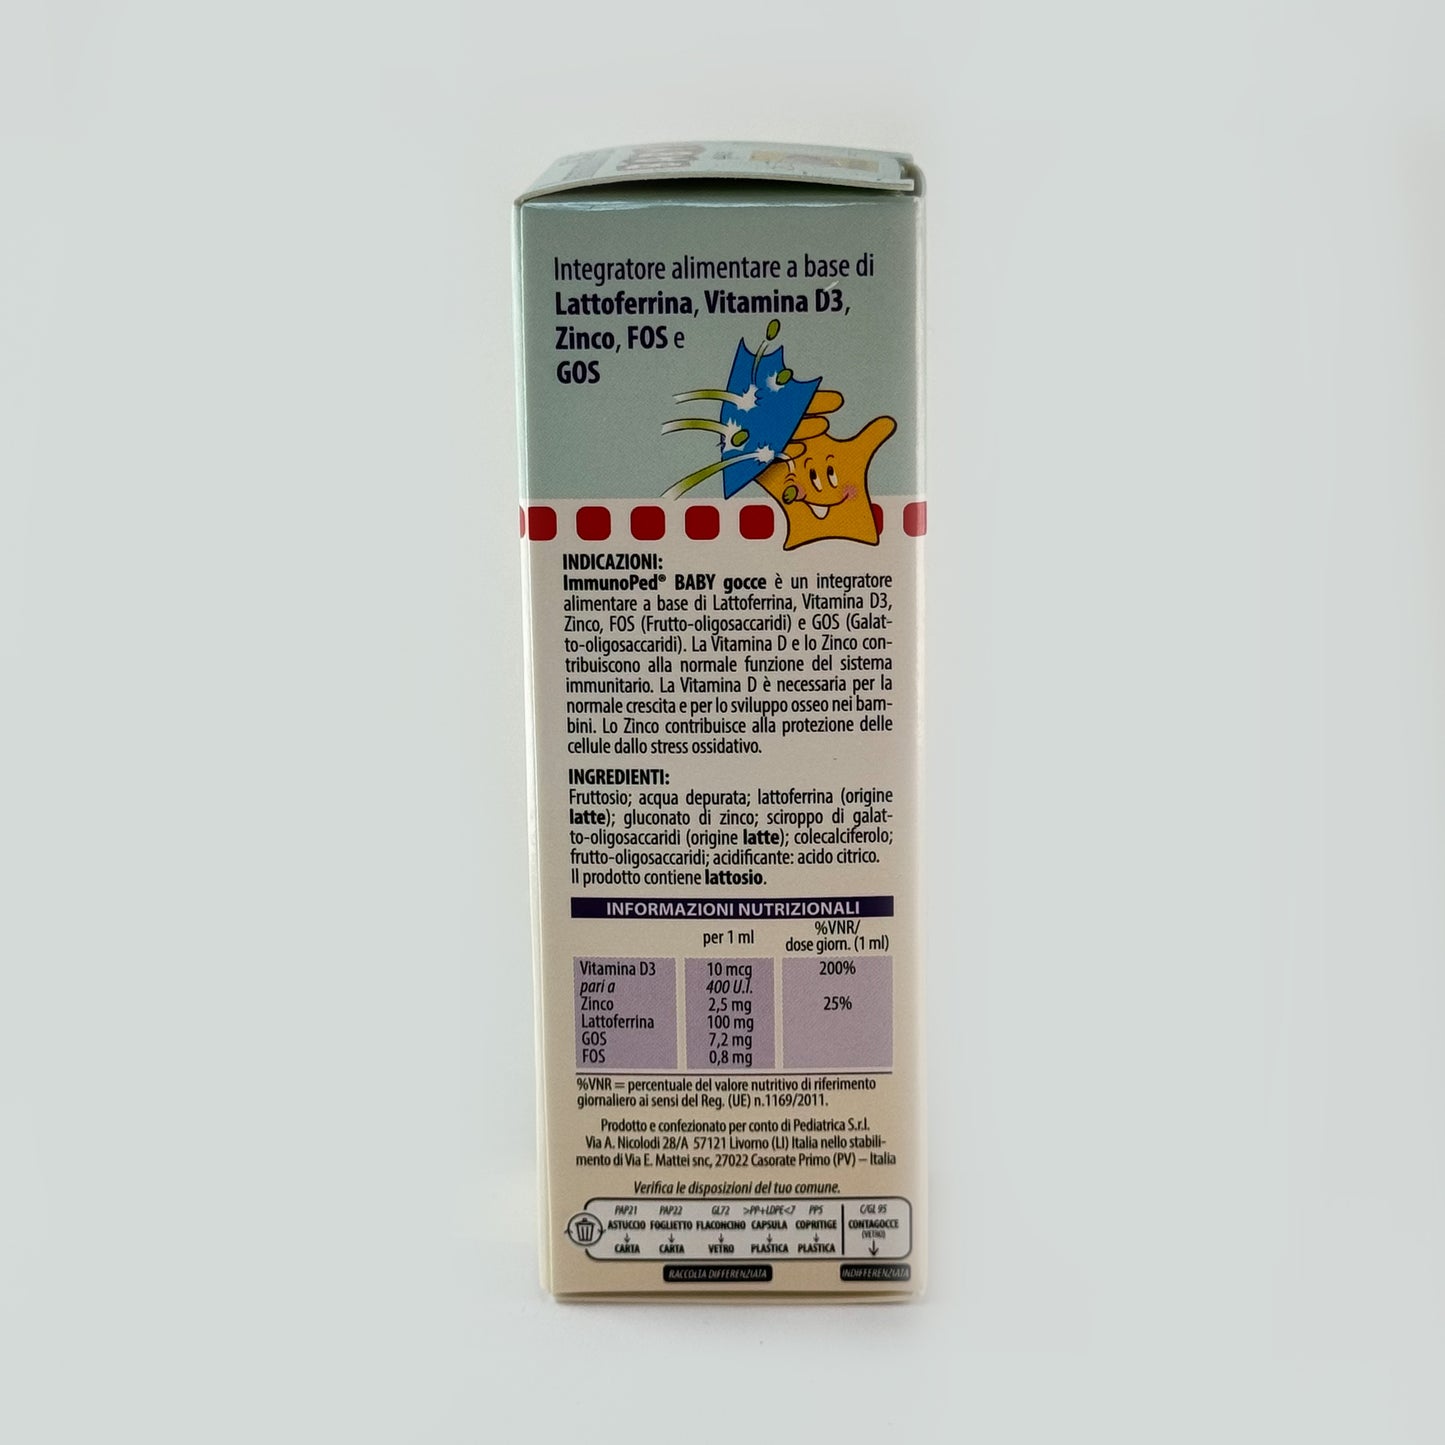 Integratore alimentare a base di
Lattoferrina, Vitamina D3,
Zinco, FOS e
GOS
INDICAZIONI:
ImmunoPed® BABY gocce è un integratore
alimentare a base di Lattoferrina, Vitamina D3,
Zinco, FOS (Frutto-oligosaccaridi) e GOS (Galat-
to-oligosaccaridi). La Vitamina D e lo Zinco con-
tribuiscono alla normale funzione del sistema
immunitario. La Vitamina D è necessaria per la
normale crescita e per lo sviluppo osseo nei bam-
bini. Lo Zinco contribuisce alla protezione delle
cellule dallo stress ossidativo.
INGREDIENTI:
Fruttosio; acqua depurata; lattoferrina (origine
latte); gluconato di zinco; sciroppo di galat-
to-oligosaccaridi (origine latte); colecalciferolo;
frutto-oligosaccaridi; acidificante: acido citrico.
Il prodotto contiene lattosio.
INFORMAZIONI NUTRIZIONALI
per 1 ml %VNR/ dose giorn. (1 ml)
Vitamina D3 10 mcg 200%
pari a 400 U.I.
Zinco 2,5 mg 25%
Lattoferrina 100 mg
GOS 7,2 mg
FOS 0,8 mg
%VNR = percentuale del valore nutritivo di riferimento
giornaliero ai sensi del Reg. (UE) n.1169/2011.
Prodotto e confezionato per conto di Pediatrica S.r.l.
Via A. Nicolodi 28/A 57121 Livorno (LI) Italia nello stabili-
mento di Via E. Mattei snc, 27022 Casorate Primo (PV) – Italia
Verifica le disposizioni del tuo comune.
PAP21 PAP22 GL72 >PP+LDPE<7 PP5 C/GL 95
ASTUCCIO FOGLIETTO FLACONCINO CAPSULA COPRITIGE CONTAGOCCE
(VETRO)
CARTA CARTA VETRO PLASTICA PLASTICA
RACCOLTA DIFFERENZIATA INDIFFERENZIATA